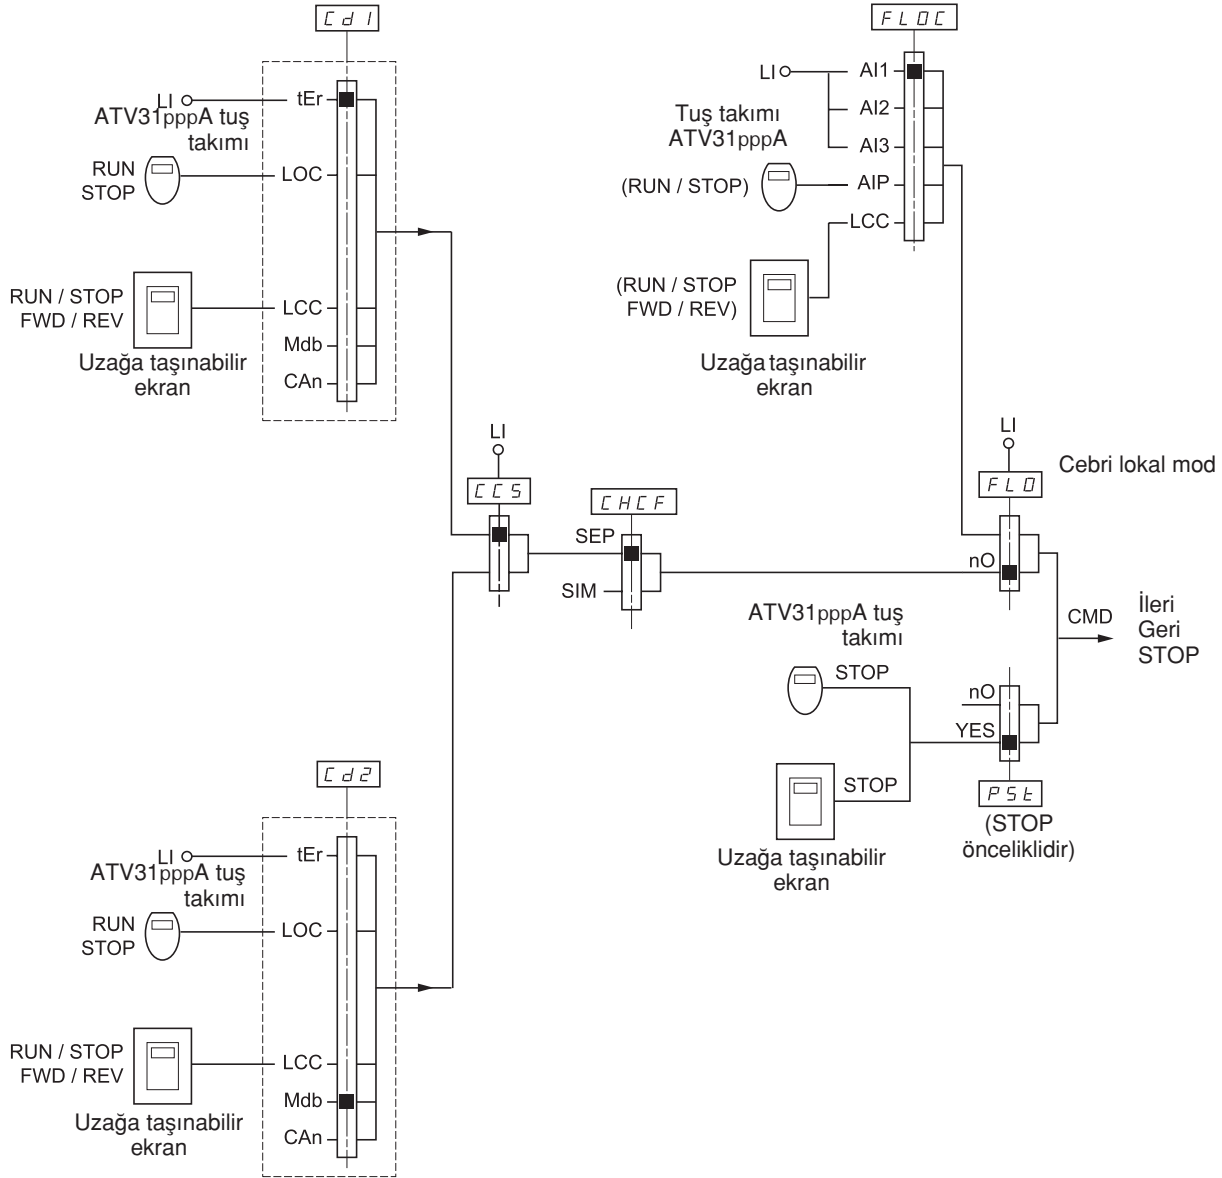 Cd1
LI
ATV31pppA tuş
takımı
RUN
STOP
RUN / STOP
FWD / REV
Uzağa taşınabilir
ekran
tEr
LOC
LCC
Mdb
CAn
FLOC
LI
AI1
AI2
AI3
AIP
LCC
Tuş takımı
ATV31pppA
(RUN / STOP)
(RUN / STOP
FWD / REV)
Uzağa taşınabilir
ekran
LI
CCS
CHCF
SEP
SIM
LI
FLO
Cebri lokal mod
nO
CMD
İleri
Geri
STOP
ATV31pppA tuş
takımı
STOP
nO
YES
STOP
PSt
(STOP
önceliklidir)
Uzağa taşınabilir
ekran
Cd2
LI
ATV31pppA tuş
takımı
RUN
STOP
RUN / STOP
FWD / REV
Uzağa taşınabilir
ekran
tEr
LOC
LCC
Mdb
CAn